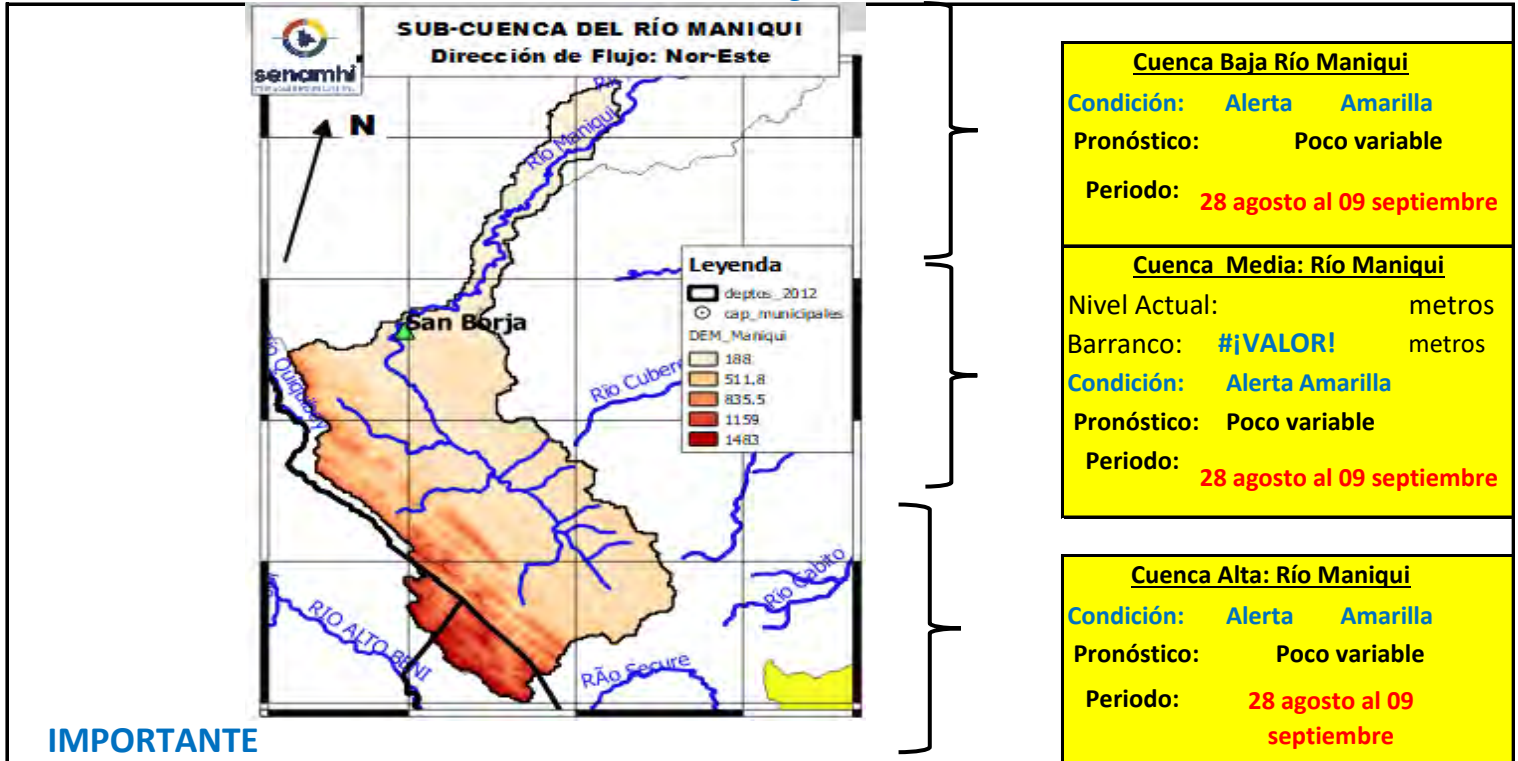 SUB-CUENCA DEL RÍO MANIQUI
Dirección de Flujo: Nor-Este
senamhi
N
Río Maniqui
San Borja
Río Quiquibey
Río Cubere
RIO ALTO BENI
RÃo Secure
Río Cabito
Leyenda
deptos_2012
cap_municipales
DEM_Maniqui
188
511.8
835.5
1159
1483
Cuenca Baja Río Maniqui
Condición: Alerta Amarilla
Pronóstico: Poco variable
Periodo: 28 agosto al 09 septiembre
Cuenca Media: Río Maniqui
Nivel Actual: metros
Barranco: #¡VALOR! metros
Condición: Alerta Amarilla
Pronóstico: Poco variable
Periodo: 28 agosto al 09 septiembre
Cuenca Alta: Río Maniqui
Condición: Alerta Amarilla
Pronóstico: Poco variable
Periodo: 28 agosto al 09
septiembre
IMPORTANTE